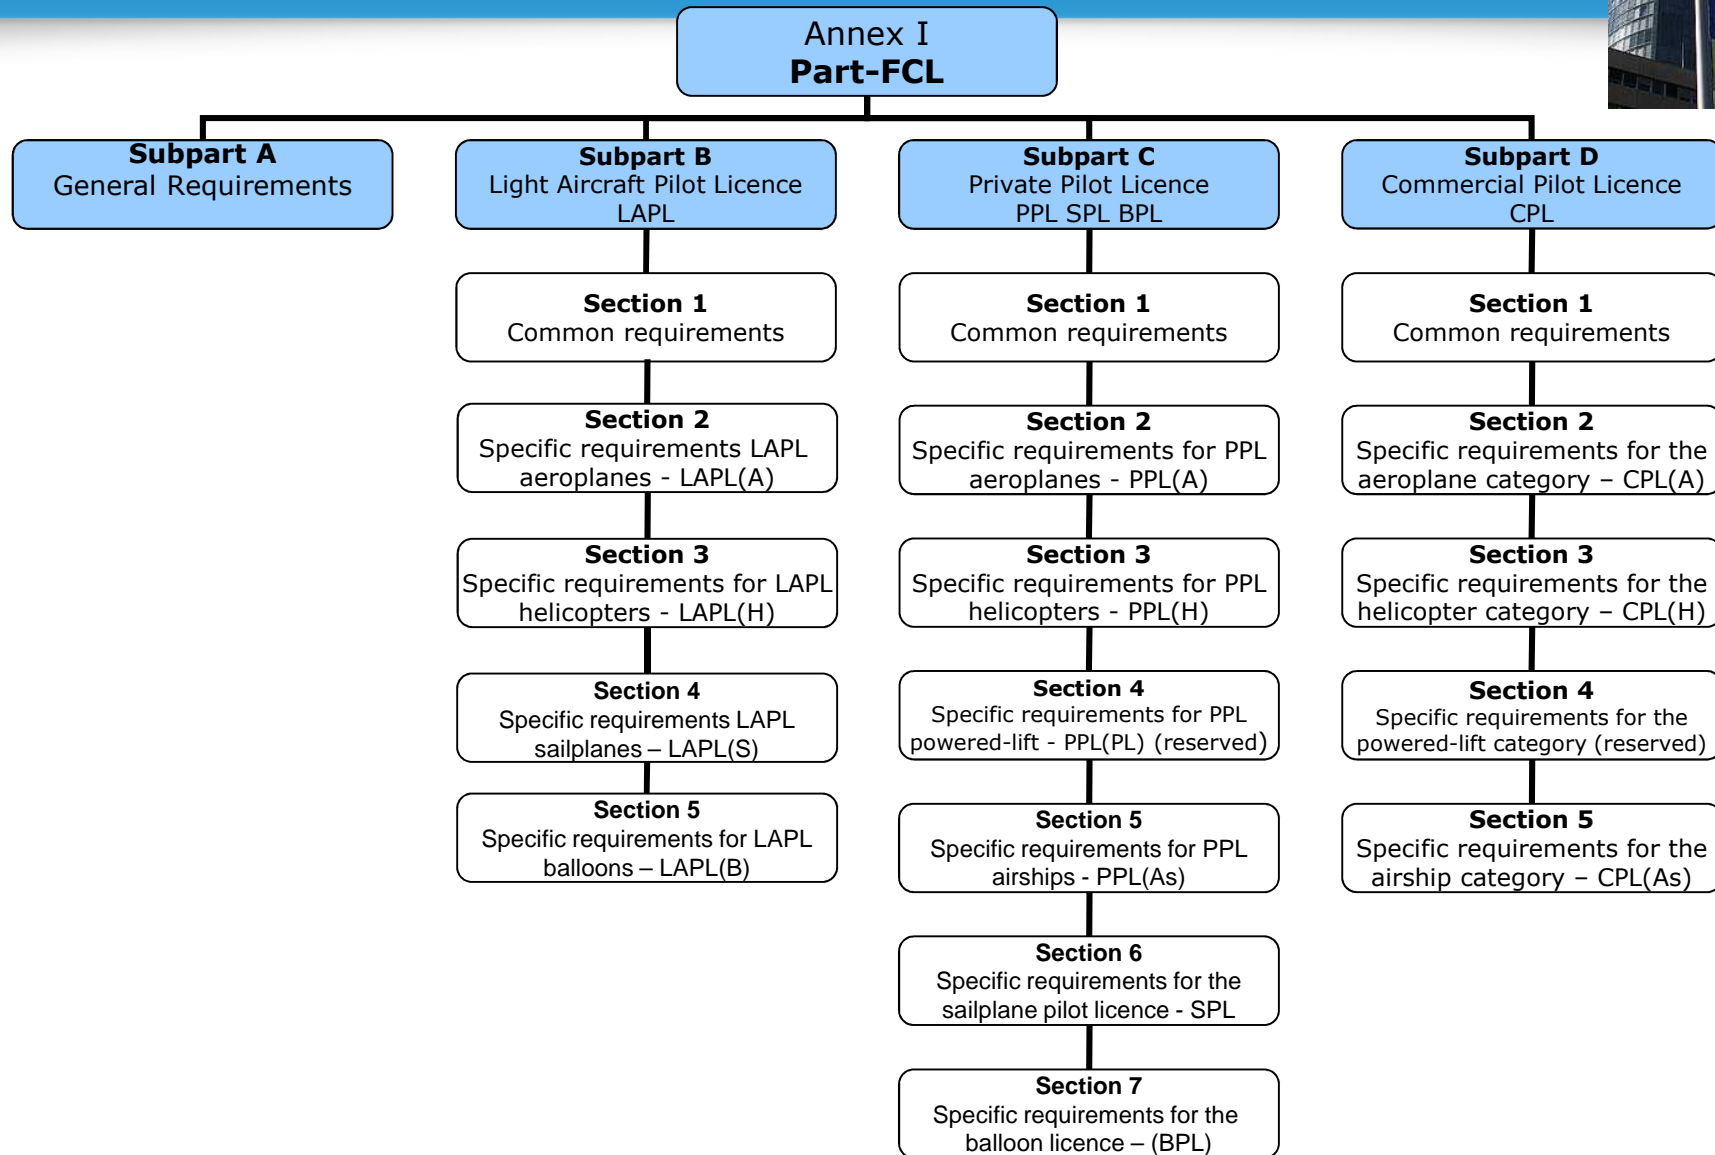 Annex I
Part-FCL
Subpart A
General Requirements
Subpart B
Light Aircraft Pilot Licence
LAPL
Section 1
Common requirements
Section 2
Specific requirements LAPL
aeroplanes - LAPL(A)
Section 3
Specific requirements for LAPL
helicopters - LAPL(H)
Section 4
Specific requirements LAPL
sailplanes – LAPL(S)
Section 5
Specific requirements for LAPL
balloons – LAPL(B)
Subpart C
Private Pilot Licence
PPL SPL BPL
Section 1
Common requirements
Section 2
Specific requirements for PPL
aeroplanes - PPL(A)
Section 3
Specific requirements for PPL
helicopters - PPL(H)
Section 4
Specific requirements for PPL
powered-lift - PPL(PL) (reserved)
Section 5
Specific requirements for PPL
airships - PPL(As)
Section 6
Specific requirements for the
sailplane pilot licence - SPL
Section 7
Specific requirements for the
balloon licence – (BPL)
Subpart D
Commercial Pilot Licence
CPL
Section 1
Common requirements
Section 2
Specific requirements for the
aeroplane category – CPL(A)
Section 3
Specific requirements for the
helicopter category – CPL(H)
Section 4
Specific requirements for the
powered-lift category (reserved)
Section 5
Specific requirements for the
airship category – CPL(As)